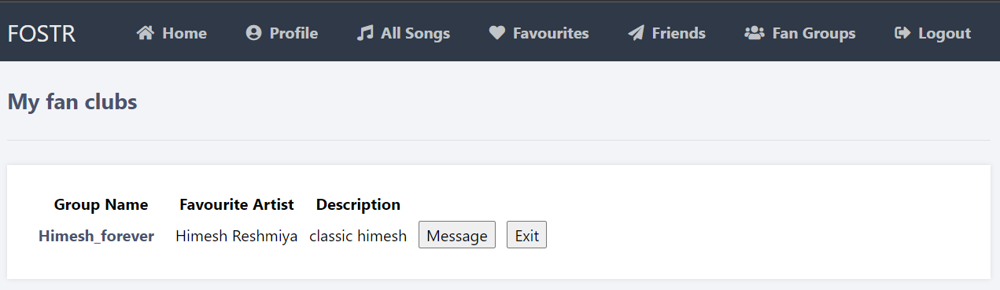 FOSTR Home Profile All Songs Favourites Friends Fan Groups Logout
My fan clubs
Group Name Favourite Artist Description
Himesh_forever Himesh Reshmiya classic himesh Message Exit